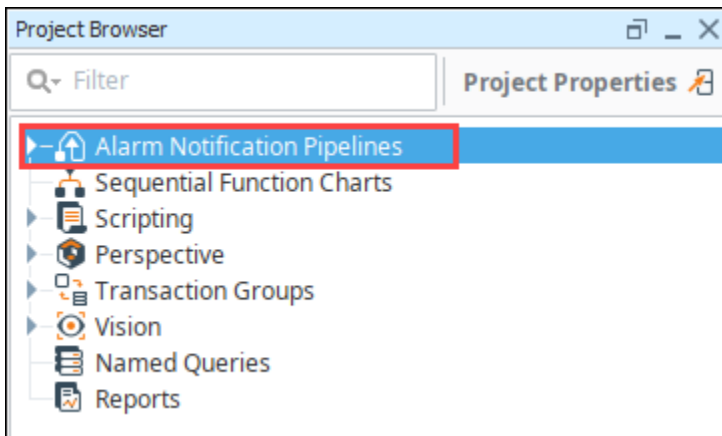 Project Browser
Filter
Project Properties
Alarm Notification Pipelines
Sequential Function Charts
Scripting
Perspective
Transaction Groups
Vision
Named Queries
Reports